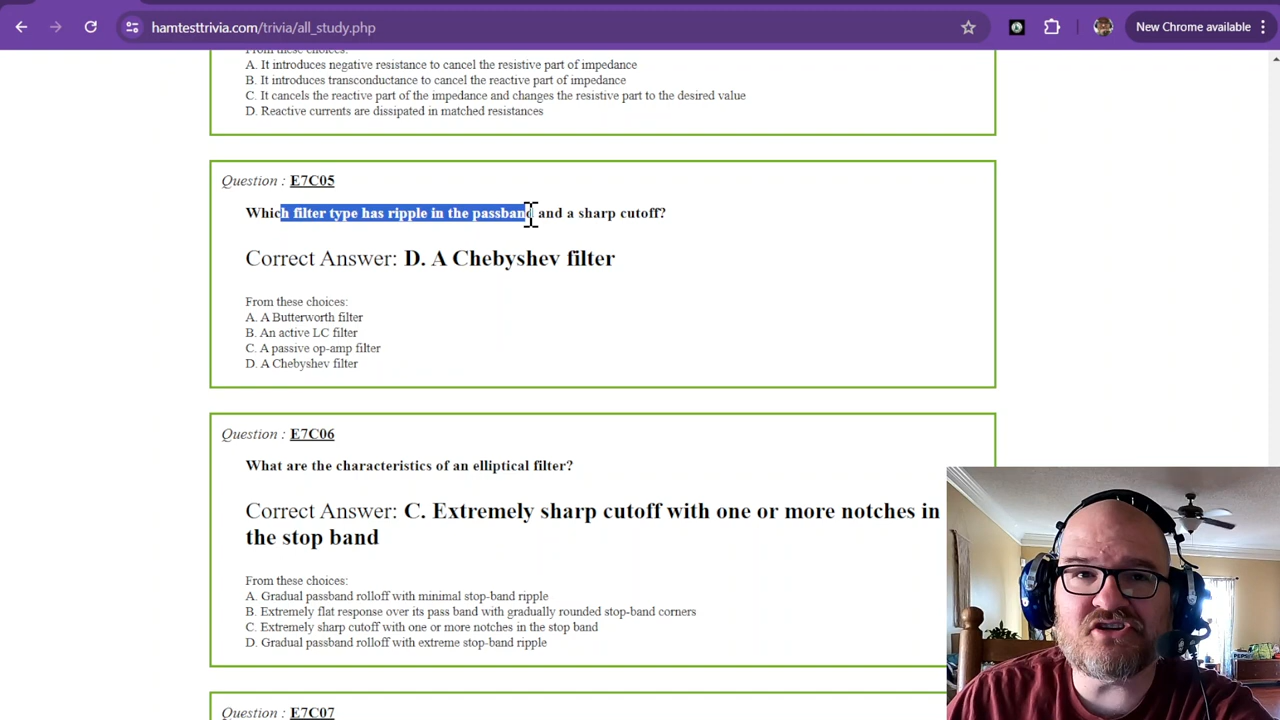 hamtesttrivia.com/trivia/all_study.php
New Chrome available
From these choices:
A. It introduces negative resistance to cancel the resistive part of impedance
B. It introduces transconductance to cancel the reactive part of impedance
C. It cancels the reactive part of the impedance and changes the resistive part to the desired value
D. Reactive currents are dissipated in matched resistances
Question : E7C05
Which filter type has ripple in the passband and a sharp cutoff?
Correct Answer: D. A Chebyshev filter
From these choices:
A. A Butterworth filter
B. An active LC filter
C. A passive op-amp filter
D. A Chebyshev filter
Question : E7C06
What are the characteristics of an elliptical filter?
Correct Answer: C. Extremely sharp cutoff with one or more notches in
the stop band
From these choices:
A. Gradual passband rolloff with minimal stop-band ripple
B. Extremely flat response over its pass band with gradually rounded stop-band corners
C. Extremely sharp cutoff with one or more notches in the stop band
D. Gradual passband rolloff with extreme stop-band ripple
Question : E7C07